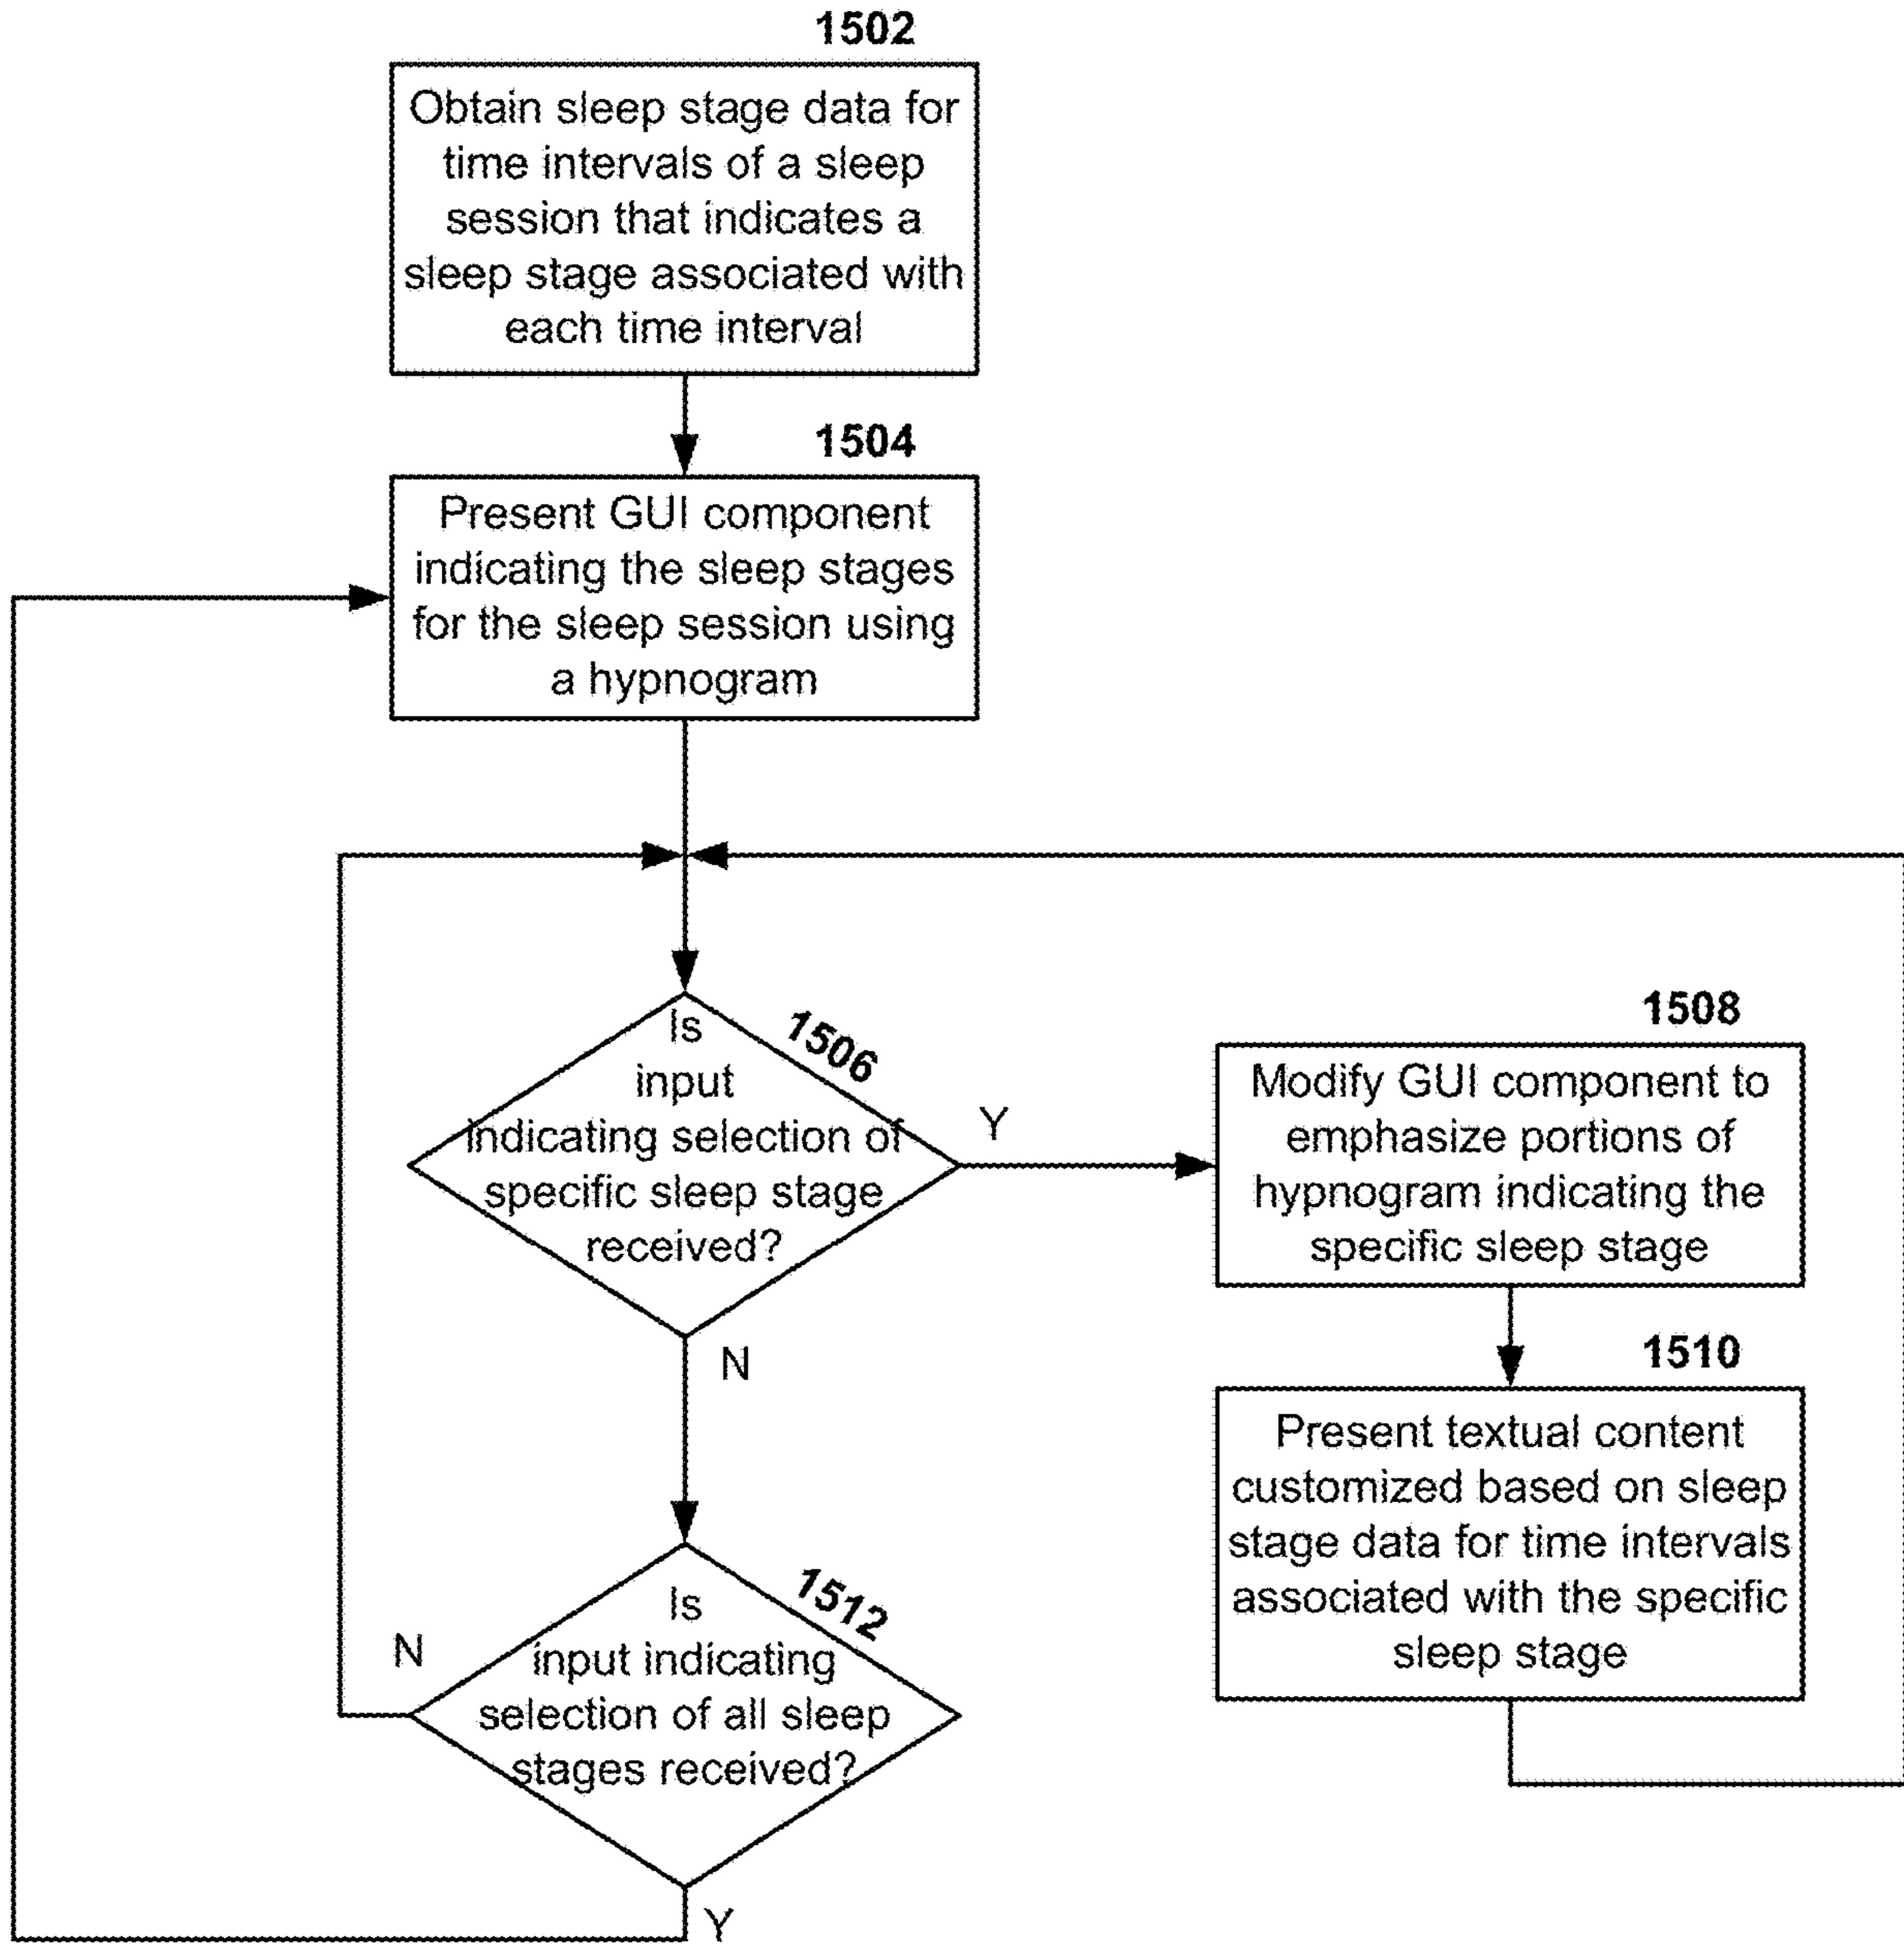 1502
Obtain sleep stage data for
time intervals of a sleep
session that indicates a
sleep stage associated with
each time interval
1504
Present GUI component
indicating the sleep stages
for the sleep session using
a hypnogram
1506
Is
input
indicating selection of
specific sleep stage
received?
Y
N
1508
Modify GUI component to
emphasize portions of
hypnogram indicating the
specific sleep stage
1510
Present textual content
customized based on sleep
stage data for time intervals
associated with the specific
sleep stage
1512
Is
input indicating
selection of all sleep
stages received?
N
Y